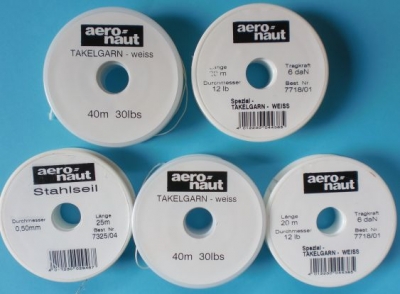 aero=
naut
TAKELGARN - weiss
40m 30lbs
aero=
naut
Länge
m
Tragkraft
6 daN
Durchmesser
12 lb
Best Nr
7718/01
Spezial -
TAKELGARN - WEISS
aero=
naut
Stahlseil
Durchmesser
0.50mm
Länge
25m
Best Nr
7325/04
aero=
naut
TAKELGARN - weiss
40m 30lbs
aero=
naut
Länge
20 m
Tragkraft
6 daN
Durchmesser
12 lb
Best Nr
7718/01
Spezial -
TAKELGARN - WEISS